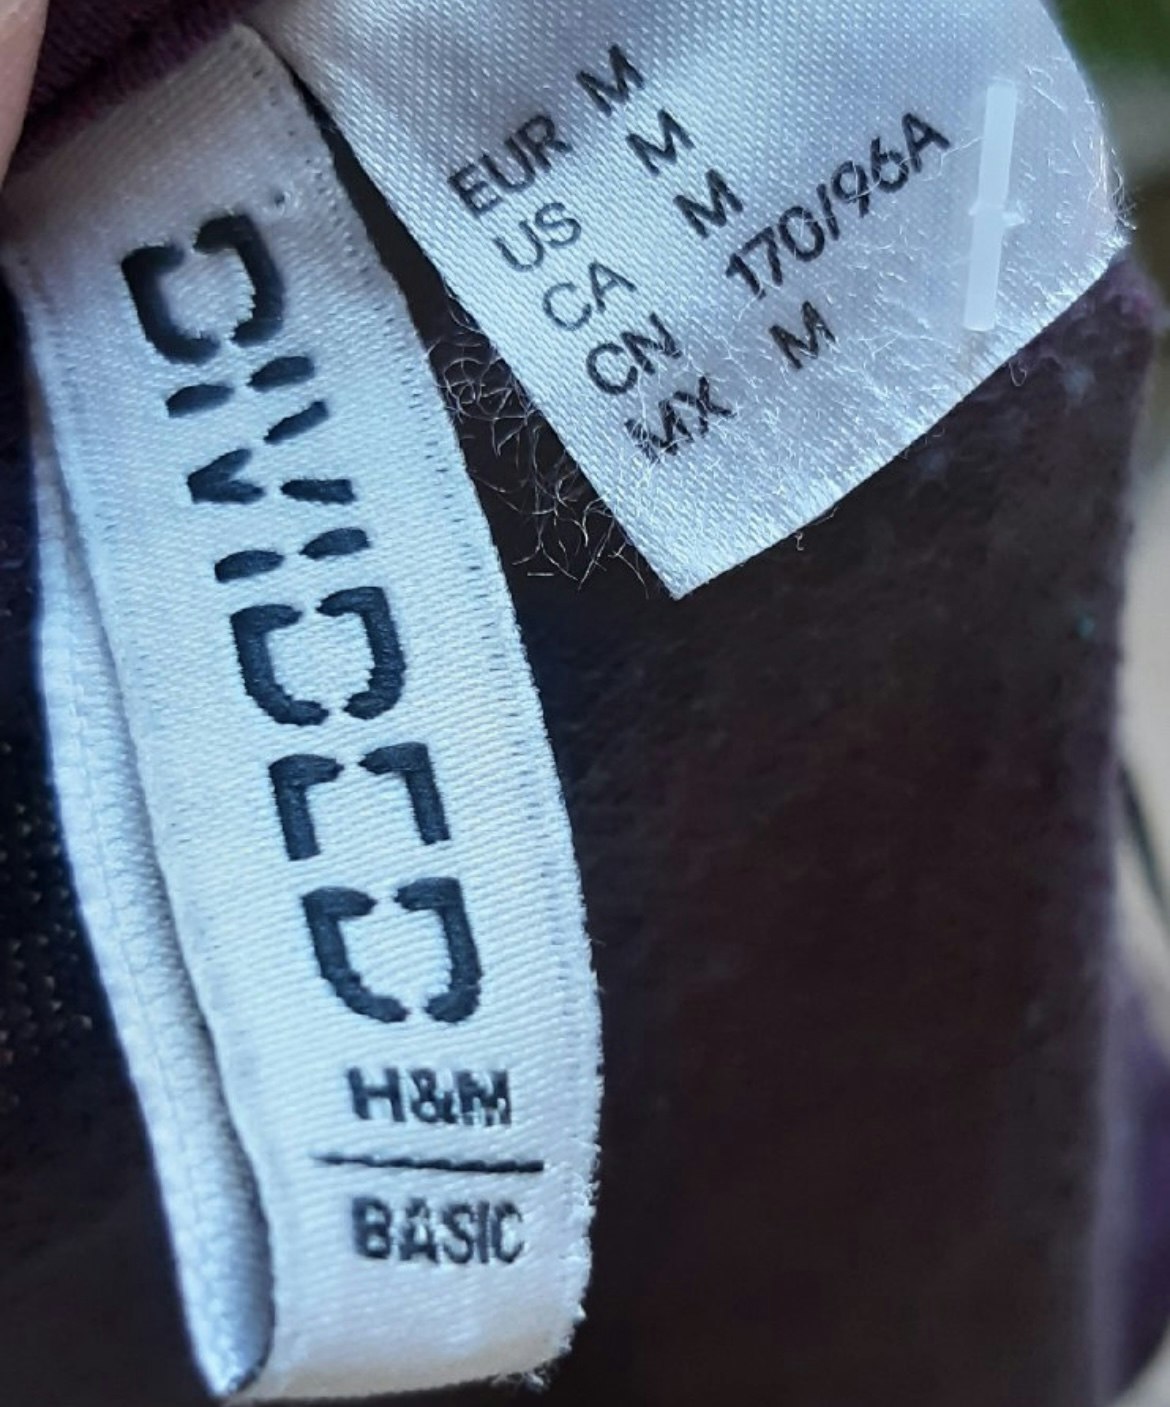 DIVIDED
H&M
BASIC
EUR M
US M
CA M
CN 170/96A
MX M